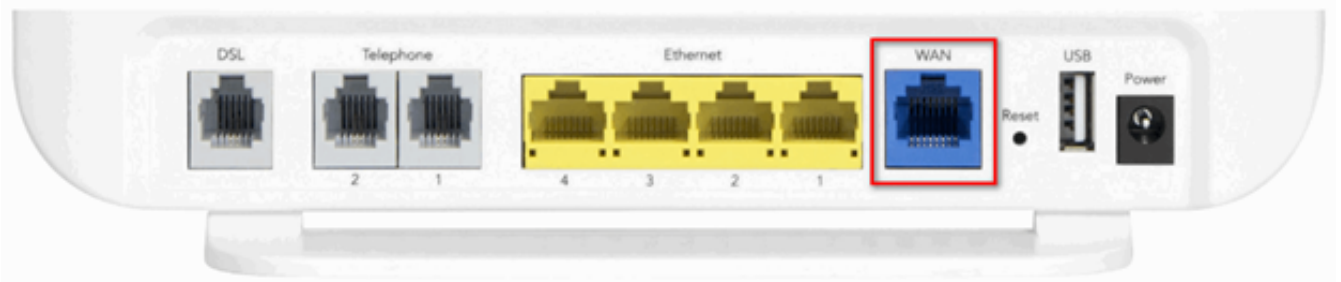 DSL Telephone Ethernet WAN USB
Power
Reset
2 1 4 3 2 1